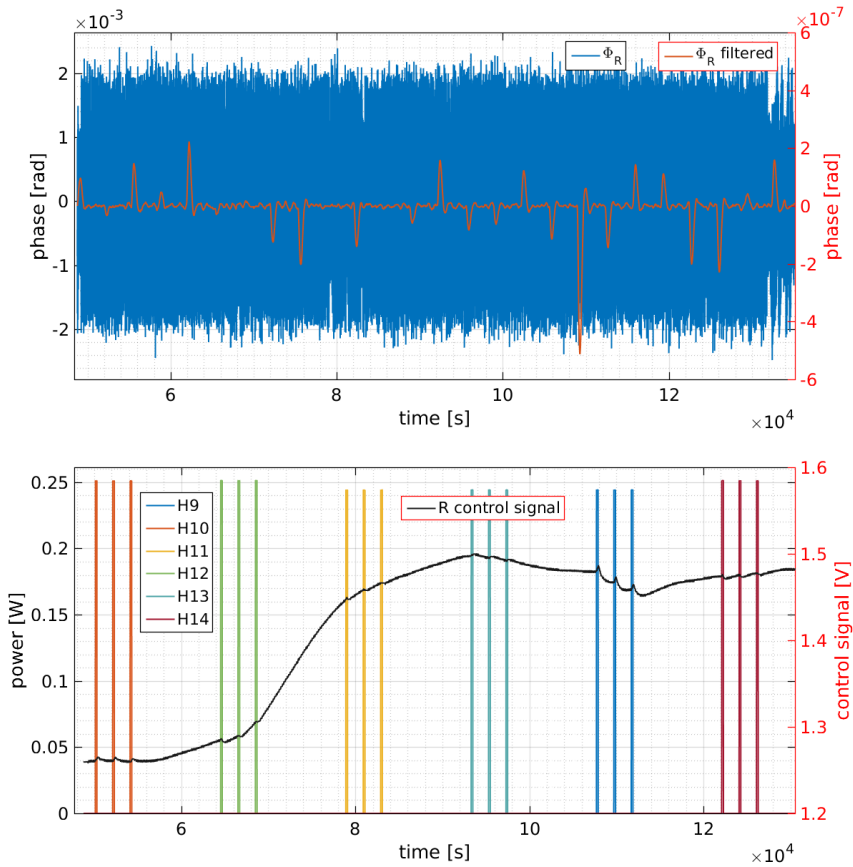 ×10⁻³
×10⁻⁷
Φ_R
Φ_R filtered
phase [rad]
2
1
0
-1
-2
6
4
2
0
-2
-4
-6
phase [rad]
6
8
10
12
time [s]
×10⁴
power [W]
0.25
0.2
0.15
0.1
0.05
0
H9
H10
H11
H12
H13
H14
R control signal
1.6
1.5
1.4
1.3
1.2
control signal [V]
6
8
10
12
time [s]
×10⁴